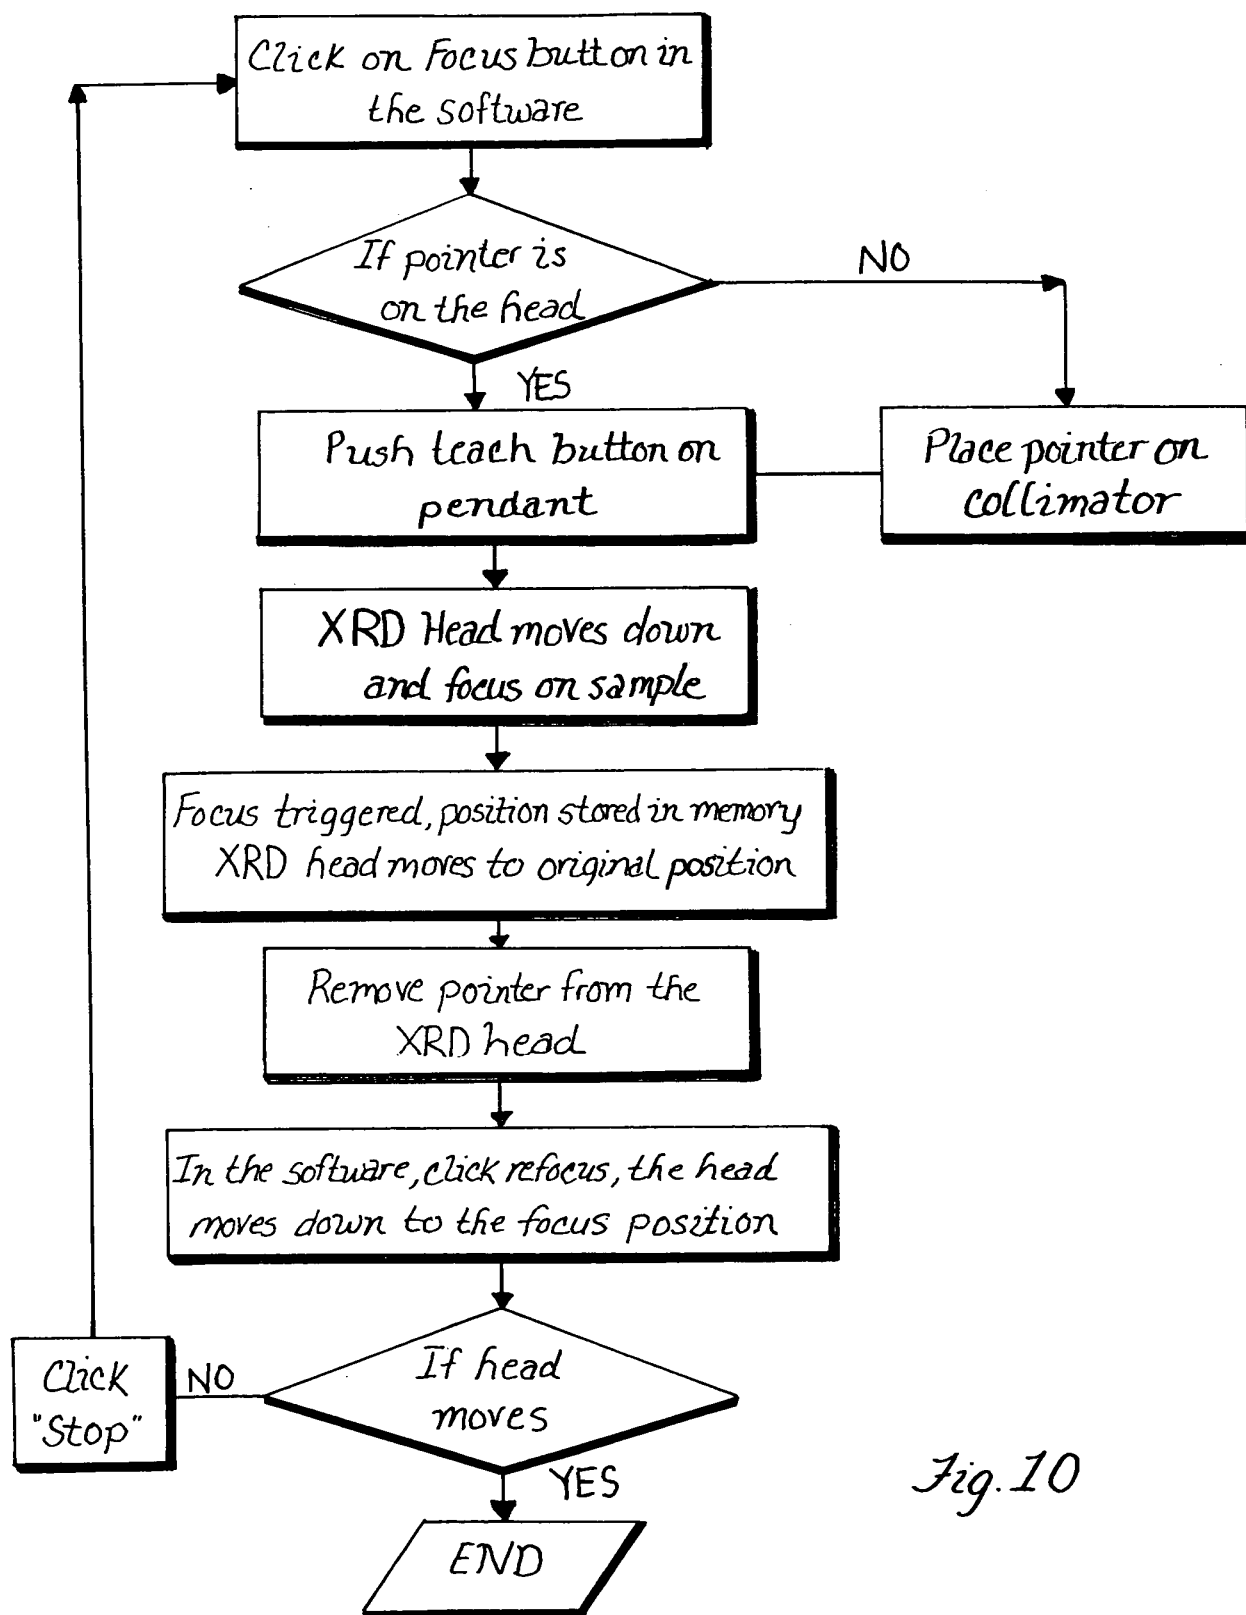 Click on Focus button in
the software
If pointer is
on the head
NO
YES
Push teach button on
pendant
Place pointer on
collimator
XRD Head moves down
and focus on sample
Focus triggered, position stored in memory
XRD head moves to original position
Remove pointer from the
XRD head
In the software, click refocus, the head
moves down to the focus position
If head
moves
NO
Click
"Stop"
YES
END
Fig. 10